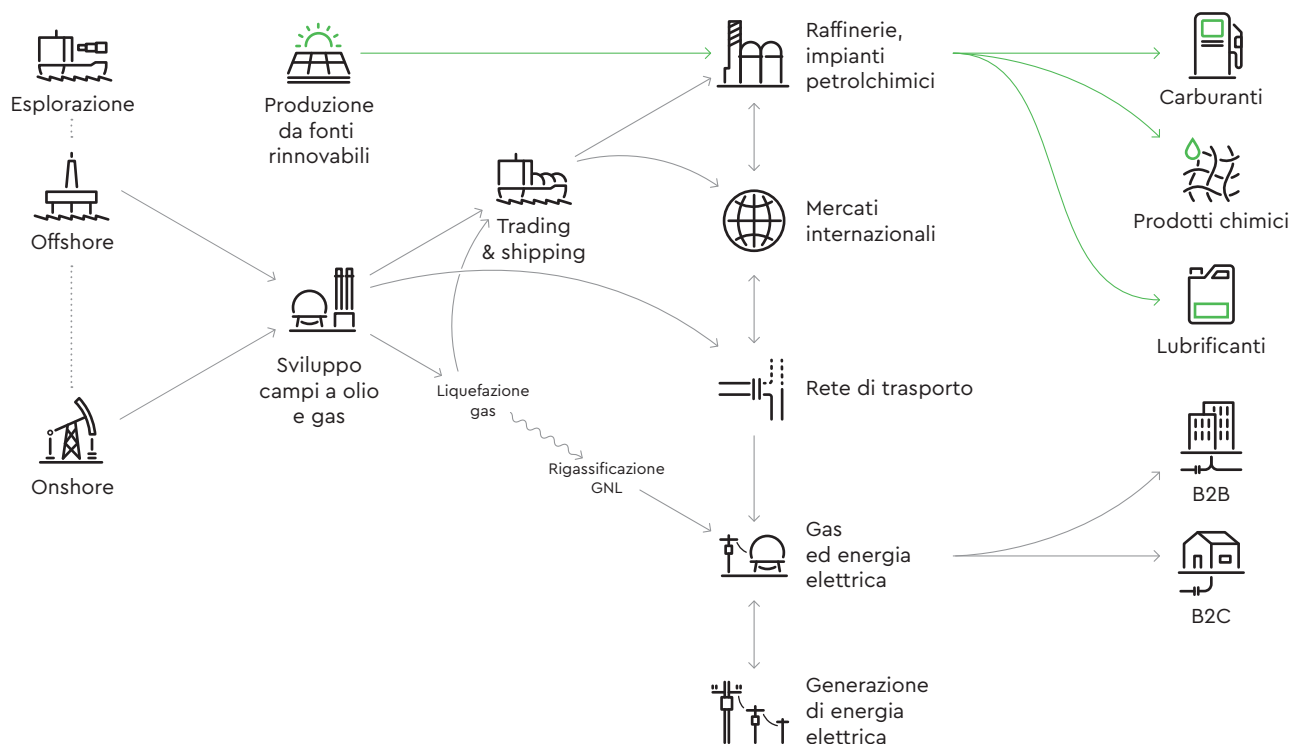 Esplorazione
Offshore
Onshore
Produzione
da fonti
rinnovabili
Sviluppo
campi a olio
e gas
Trading
& shipping
Liquefazione
gas
Rigassificazione
GNL
Raffinerie,
impianti
petrolchimici
Mercati
internazionali
Rete di trasporto
Gas
ed energia
elettrica
Generazione
di energia
elettrica
Carburanti
Prodotti chimici
Lubrificanti
B2B
B2C